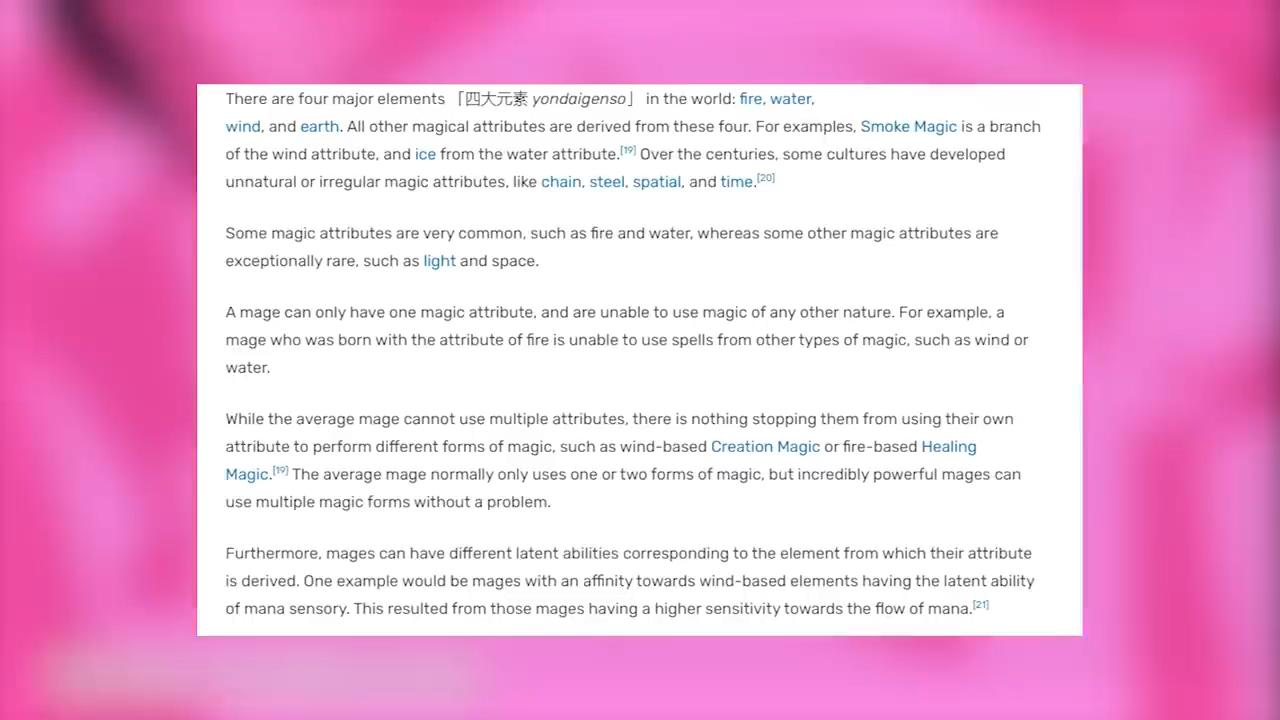 There are four major elements 「四大元素 yondaigenso」 in the world: fire, water,
wind, and earth. All other magical attributes are derived from these four. For examples, Smoke Magic is a branch
of the wind attribute, and ice from the water attribute.[19] Over the centuries, some cultures have developed
unnatural or irregular magic attributes, like chain, steel, spatial, and time.[20]
Some magic attributes are very common, such as fire and water, whereas some other magic attributes are
exceptionally rare, such as light and space.
A mage can only have one magic attribute, and are unable to use magic of any other nature. For example, a
mage who was born with the attribute of fire is unable to use spells from other types of magic, such as wind or
water.
While the average mage cannot use multiple attributes, there is nothing stopping them from using their own
attribute to perform different forms of magic, such as wind-based Creation Magic or fire-based Healing
Magic.[19] The average mage normally only uses one or two forms of magic, but incredibly powerful mages can
use multiple magic forms without a problem.
Furthermore, mages can have different latent abilities corresponding to the element from which their attribute
is derived. One example would be mages with an affinity towards wind-based elements having the latent ability
of mana sensory. This resulted from those mages having a higher sensitivity towards the flow of mana.[21]